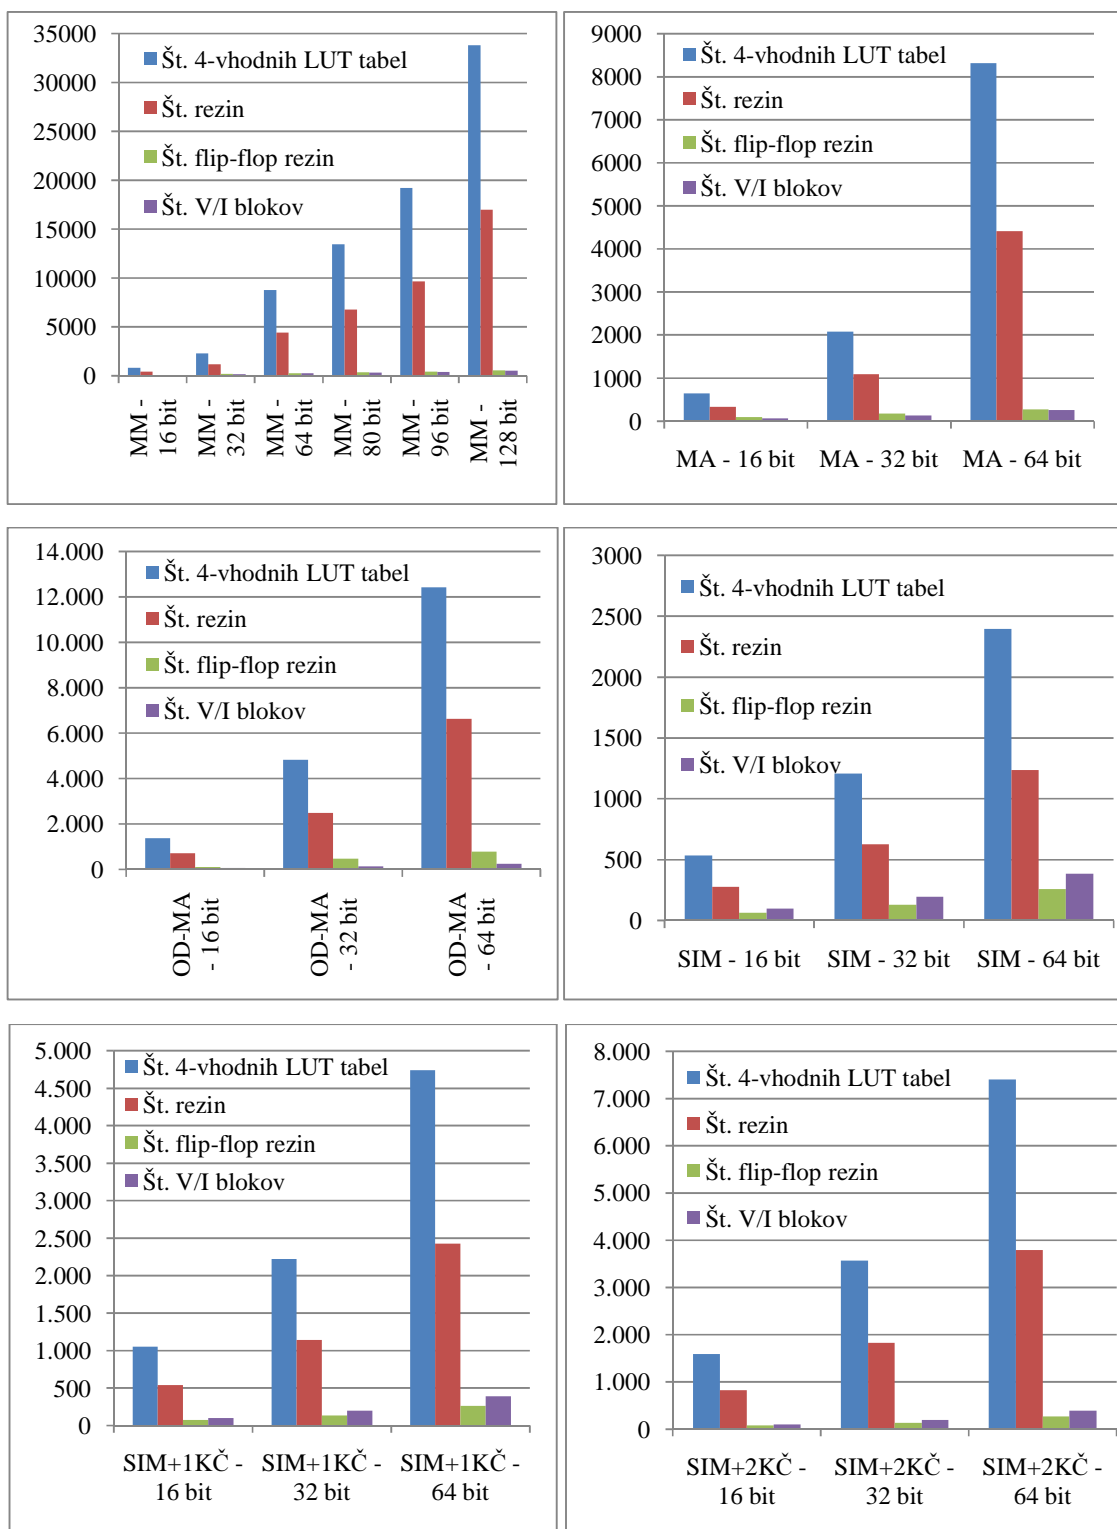 35000
30000
25000
20000
15000
10000
5000
0
Št. 4-vhodnih LUT tabel
Št. rezin
Št. flip-flop rezin
Št. V/I blokov
MM -
16 bit
MM -
32 bit
MM -
64 bit
MM -
80 bit
MM -
96 bit
MM -
128 bit
9000
8000
7000
6000
5000
4000
3000
2000
1000
0
Št. 4-vhodnih LUT tabel
Št. rezin
Št. flip-flop rezin
Št. V/I blokov
MA - 16 bit
MA - 32 bit
MA - 64 bit
14.000
12.000
10.000
8.000
6.000
4.000
2.000
0
Št. 4-vhodnih LUT tabel
Št. rezin
Št. flip-flop rezin
Št. V/I blokov
OD-MA
- 16 bit
OD-MA
- 32 bit
OD-MA
- 64 bit
3000
2500
2000
1500
1000
500
0
Št. 4-vhodnih LUT tabel
Št. rezin
Št. flip-flop rezin
Št. V/I blokov
SIM - 16 bit
SIM - 32 bit
SIM - 64 bit
5.000
4.500
4.000
3.500
3.000
2.500
2.000
1.500
1.000
500
0
Št. 4-vhodnih LUT tabel
Št. rezin
Št. flip-flop rezin
Št. V/I blokov
SIM+1KČ -
16 bit
SIM+1KČ -
32 bit
SIM+1KČ -
64 bit
8.000
7.000
6.000
5.000
4.000
3.000
2.000
1.000
0
Št. 4-vhodnih LUT tabel
Št. rezin
Št. flip-flop rezin
Št. V/I blokov
SIM+2KČ -
16 bit
SIM+2KČ -
32 bit
SIM+2KČ -
64 bit